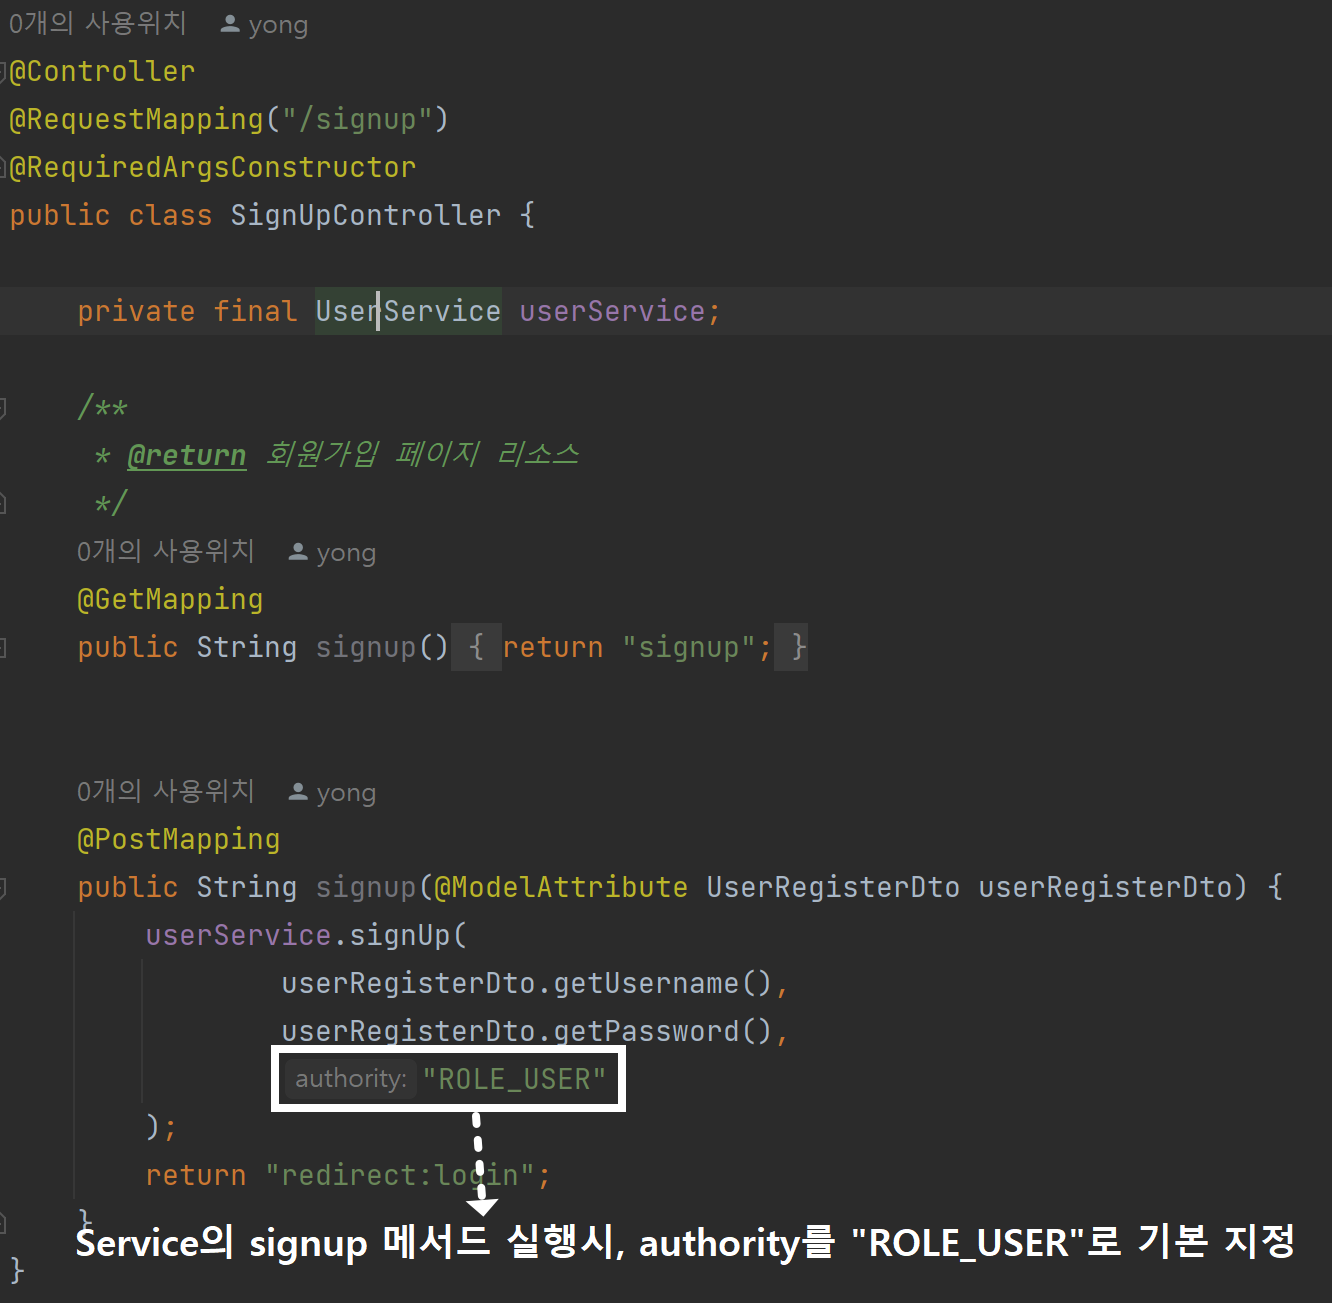 0개의 사용위치 yong
@Controller
@RequestMapping("/signup")
@RequiredArgsConstructor
public class SignUpController {
private final UserService userService;
/**
* @return 회원가입 페이지 리소스
*/
0개의 사용위치 yong
@GetMapping
public String signup() { return "signup"; }
0개의 사용위치 yong
@PostMapping
public String signup(@ModelAttribute UserRegisterDto userRegisterDto) {
userService.signUp(
userRegisterDto.getUsername(),
userRegisterDto.getPassword(),
authority: "ROLE_USER"
);
return "redirect:login";
}
Service의 signup 메서드 실행시, authority를 "ROLE_USER"로 기본 지정
}